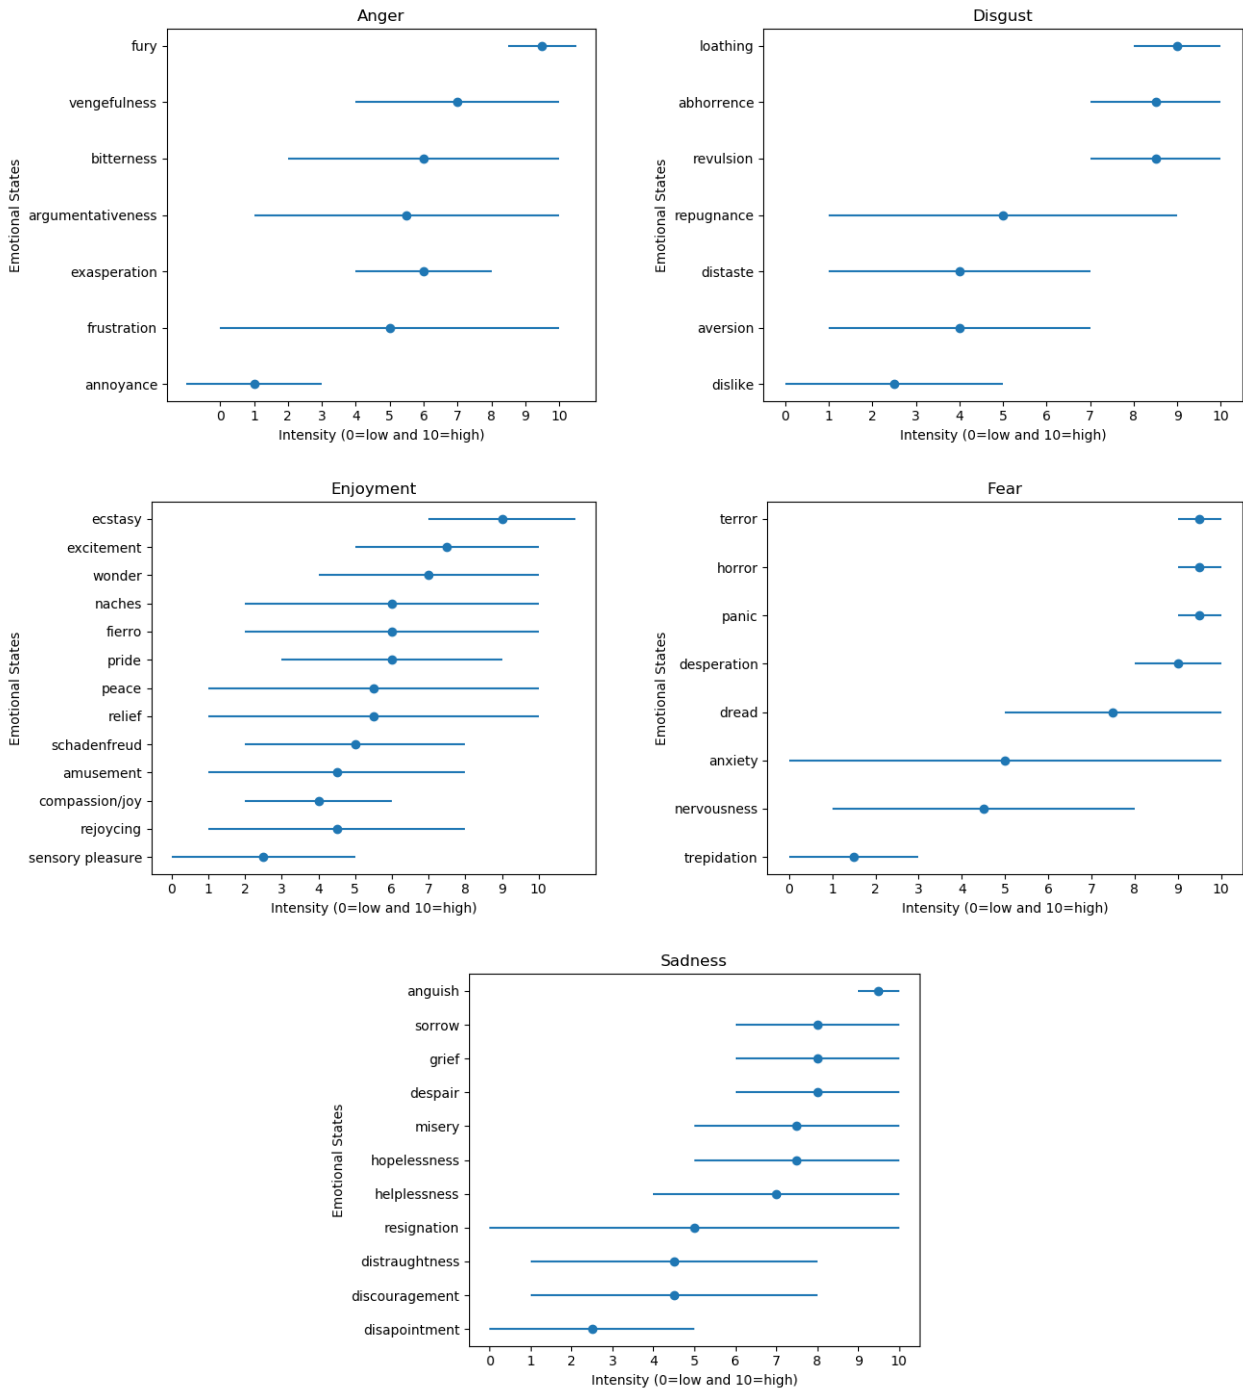 Anger
fury
vengefulness
bitterness
argumentativeness
exasperation
frustration
annoyance
Emotional States
0 1 2 3 4 5 6 7 8 9 10
Intensity (0=low and 10=high)
Disgust
loathing
abhorrence
revulsion
repugnance
distaste
aversion
dislike
Emotional States
0 1 2 3 4 5 6 7 8 9 10
Intensity (0=low and 10=high)
Enjoyment
ecstasy
excitement
wonder
naches
fierro
pride
peace
relief
schadenfreud
amusement
compassion/joy
rejoycing
sensory pleasure
Emotional States
0 1 2 3 4 5 6 7 8 9 10
Intensity (0=low and 10=high)
Fear
terror
horror
panic
desperation
dread
anxiety
nervousness
trepidation
Emotional States
0 1 2 3 4 5 6 7 8 9 10
Intensity (0=low and 10=high)
Sadness
anguish
sorrow
grief
despair
misery
hopelessness
helplessness
resignation
distraughtness
discouragement
disapointment
Emotional States
0 1 2 3 4 5 6 7 8 9 10
Intensity (0=low and 10=high)